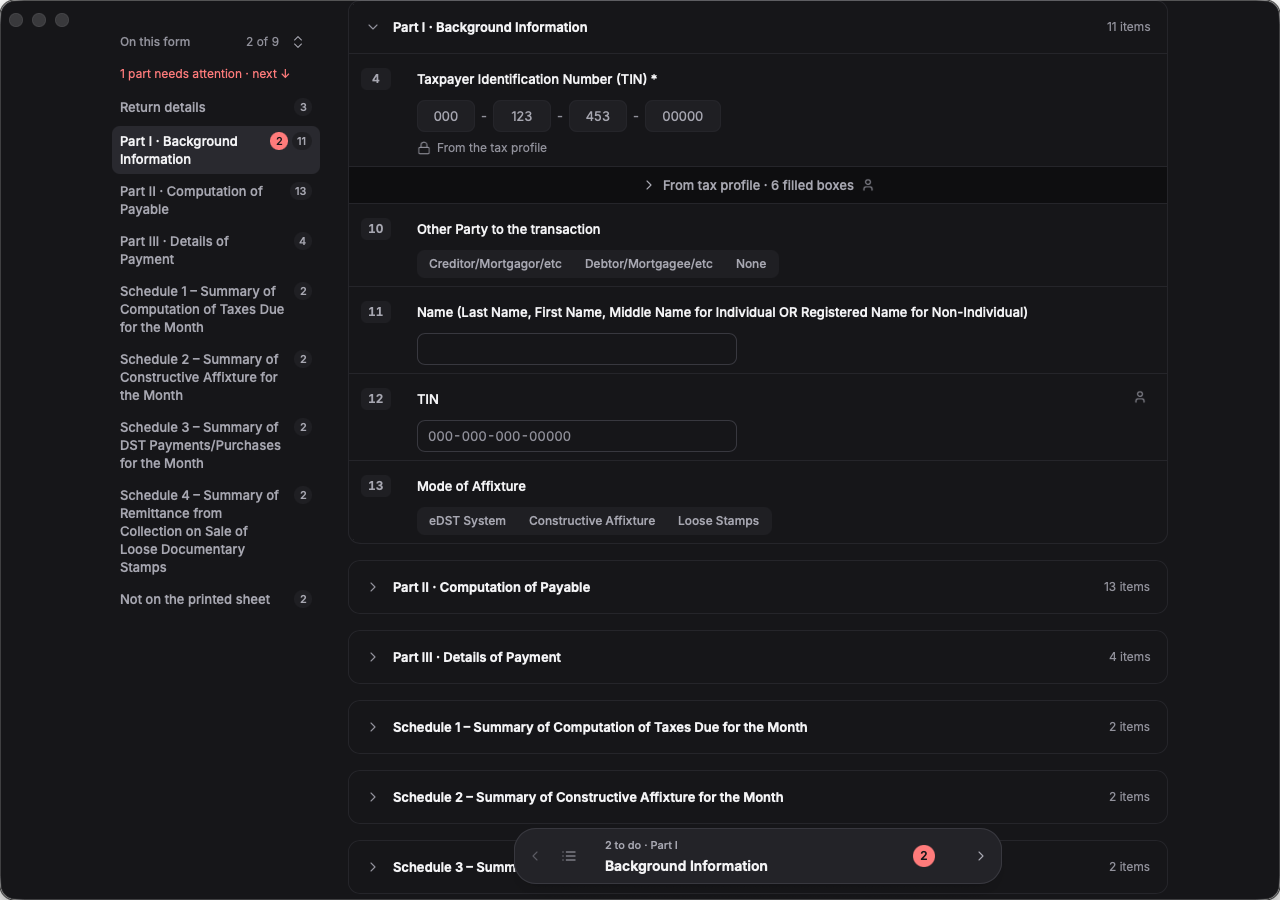 On this form 2 of 9
1 part needs attention · next ↓
Return details 3
Part I · Background Information 2 11
Part II · Computation of Payable 13
Part III · Details of Payment 4
Schedule 1 – Summary of Computation of Taxes Due for the Month 2
Schedule 2 – Summary of Constructive Affixture for the Month 2
Schedule 3 – Summary of DST Payments/Purchases for the Month 2
Schedule 4 – Summary of Remittance from Collection on Sale of Loose Documentary Stamps 2
Not on the printed sheet 2
Part I · Background Information 11 items
4 Taxpayer Identification Number (TIN) *
000 - 123 - 453 - 00000
From the tax profile
From tax profile · 6 filled boxes
10 Other Party to the transaction
Creditor/Mortgagor/etc Debtor/Mortgagee/etc None
11 Name (Last Name, First Name, Middle Name for Individual OR Registered Name for Non-Individual)
12 TIN
000-000-000-00000
13 Mode of Affixture
eDST System Constructive Affixture Loose Stamps
Part II · Computation of Payable 13 items
Part III · Details of Payment 4 items
Schedule 1 – Summary of Computation of Taxes Due for the Month 2 items
Schedule 2 – Summary of Constructive Affixture for the Month 2 items
Schedule 3 – Summ 2 items
2 to do · Part I
Background Information 2